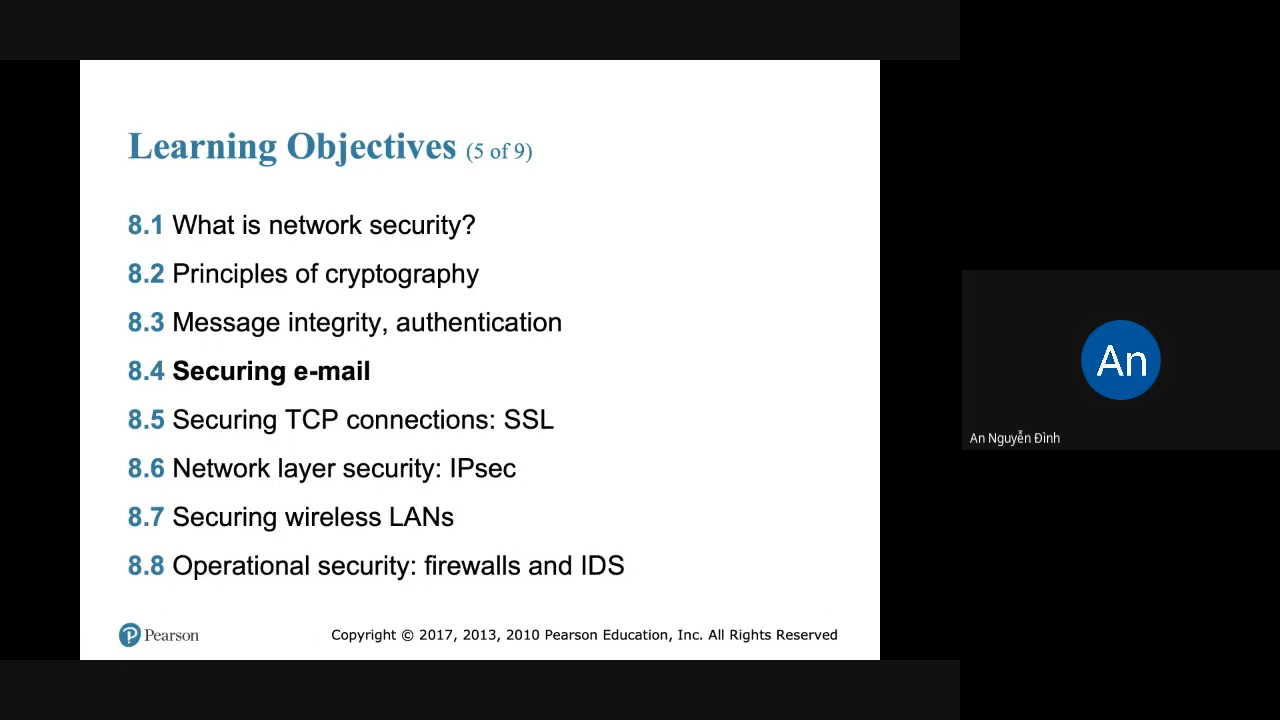 Learning Objectives (5 of 9)
8.1 What is network security?
8.2 Principles of cryptography
8.3 Message integrity, authentication
8.4 Securing e-mail
8.5 Securing TCP connections: SSL
8.6 Network layer security: IPsec
8.7 Securing wireless LANs
8.8 Operational security: firewalls and IDS
Pearson
Copyright © 2017, 2013, 2010 Pearson Education, Inc. All Rights Reserved
An
An Nguyễn Đình